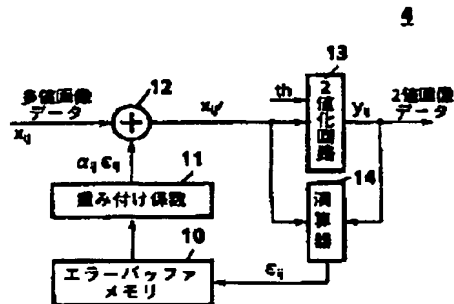 4
多値画像
データ
xij
12
+
xij'
th
13
2値化回路
yij
2値画像
データ
αij εij
11
重み付け係数
14
演算器
10
エラーバッファ
メモリ
εij